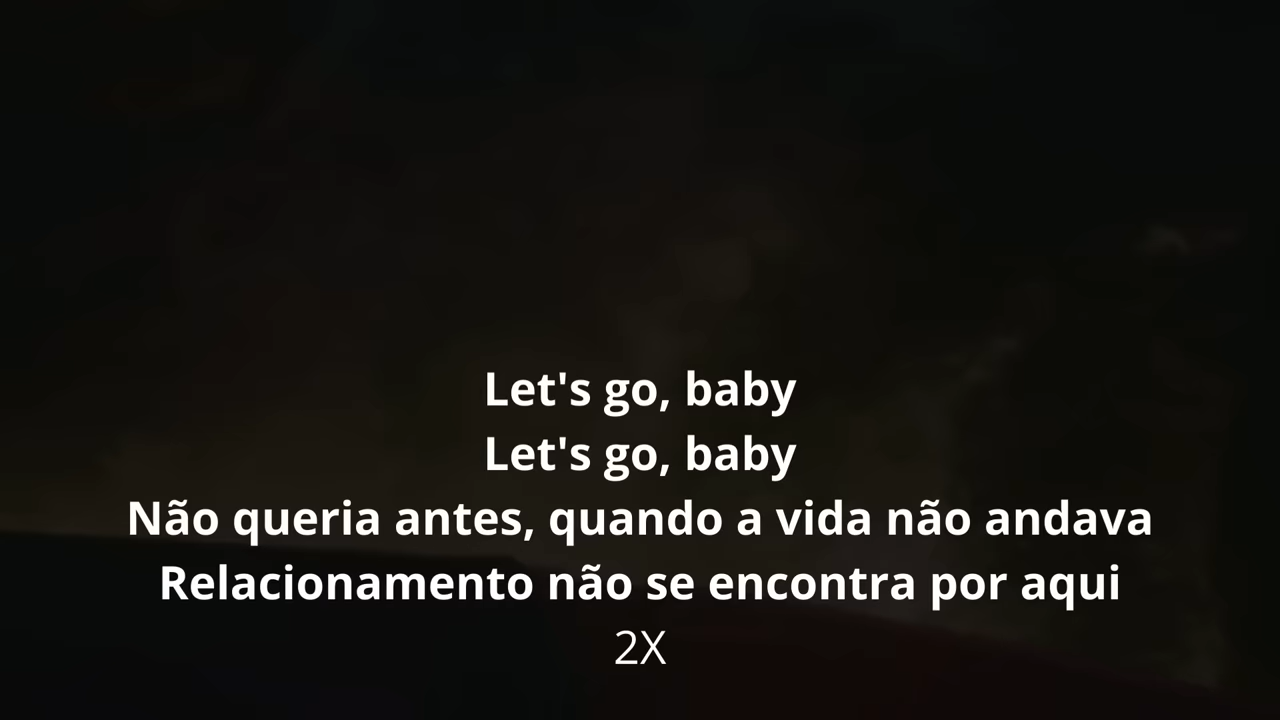 Let's go, baby
Let's go, baby
Não queria antes, quando a vida não andava
Relacionamento não se encontra por aqui
2X